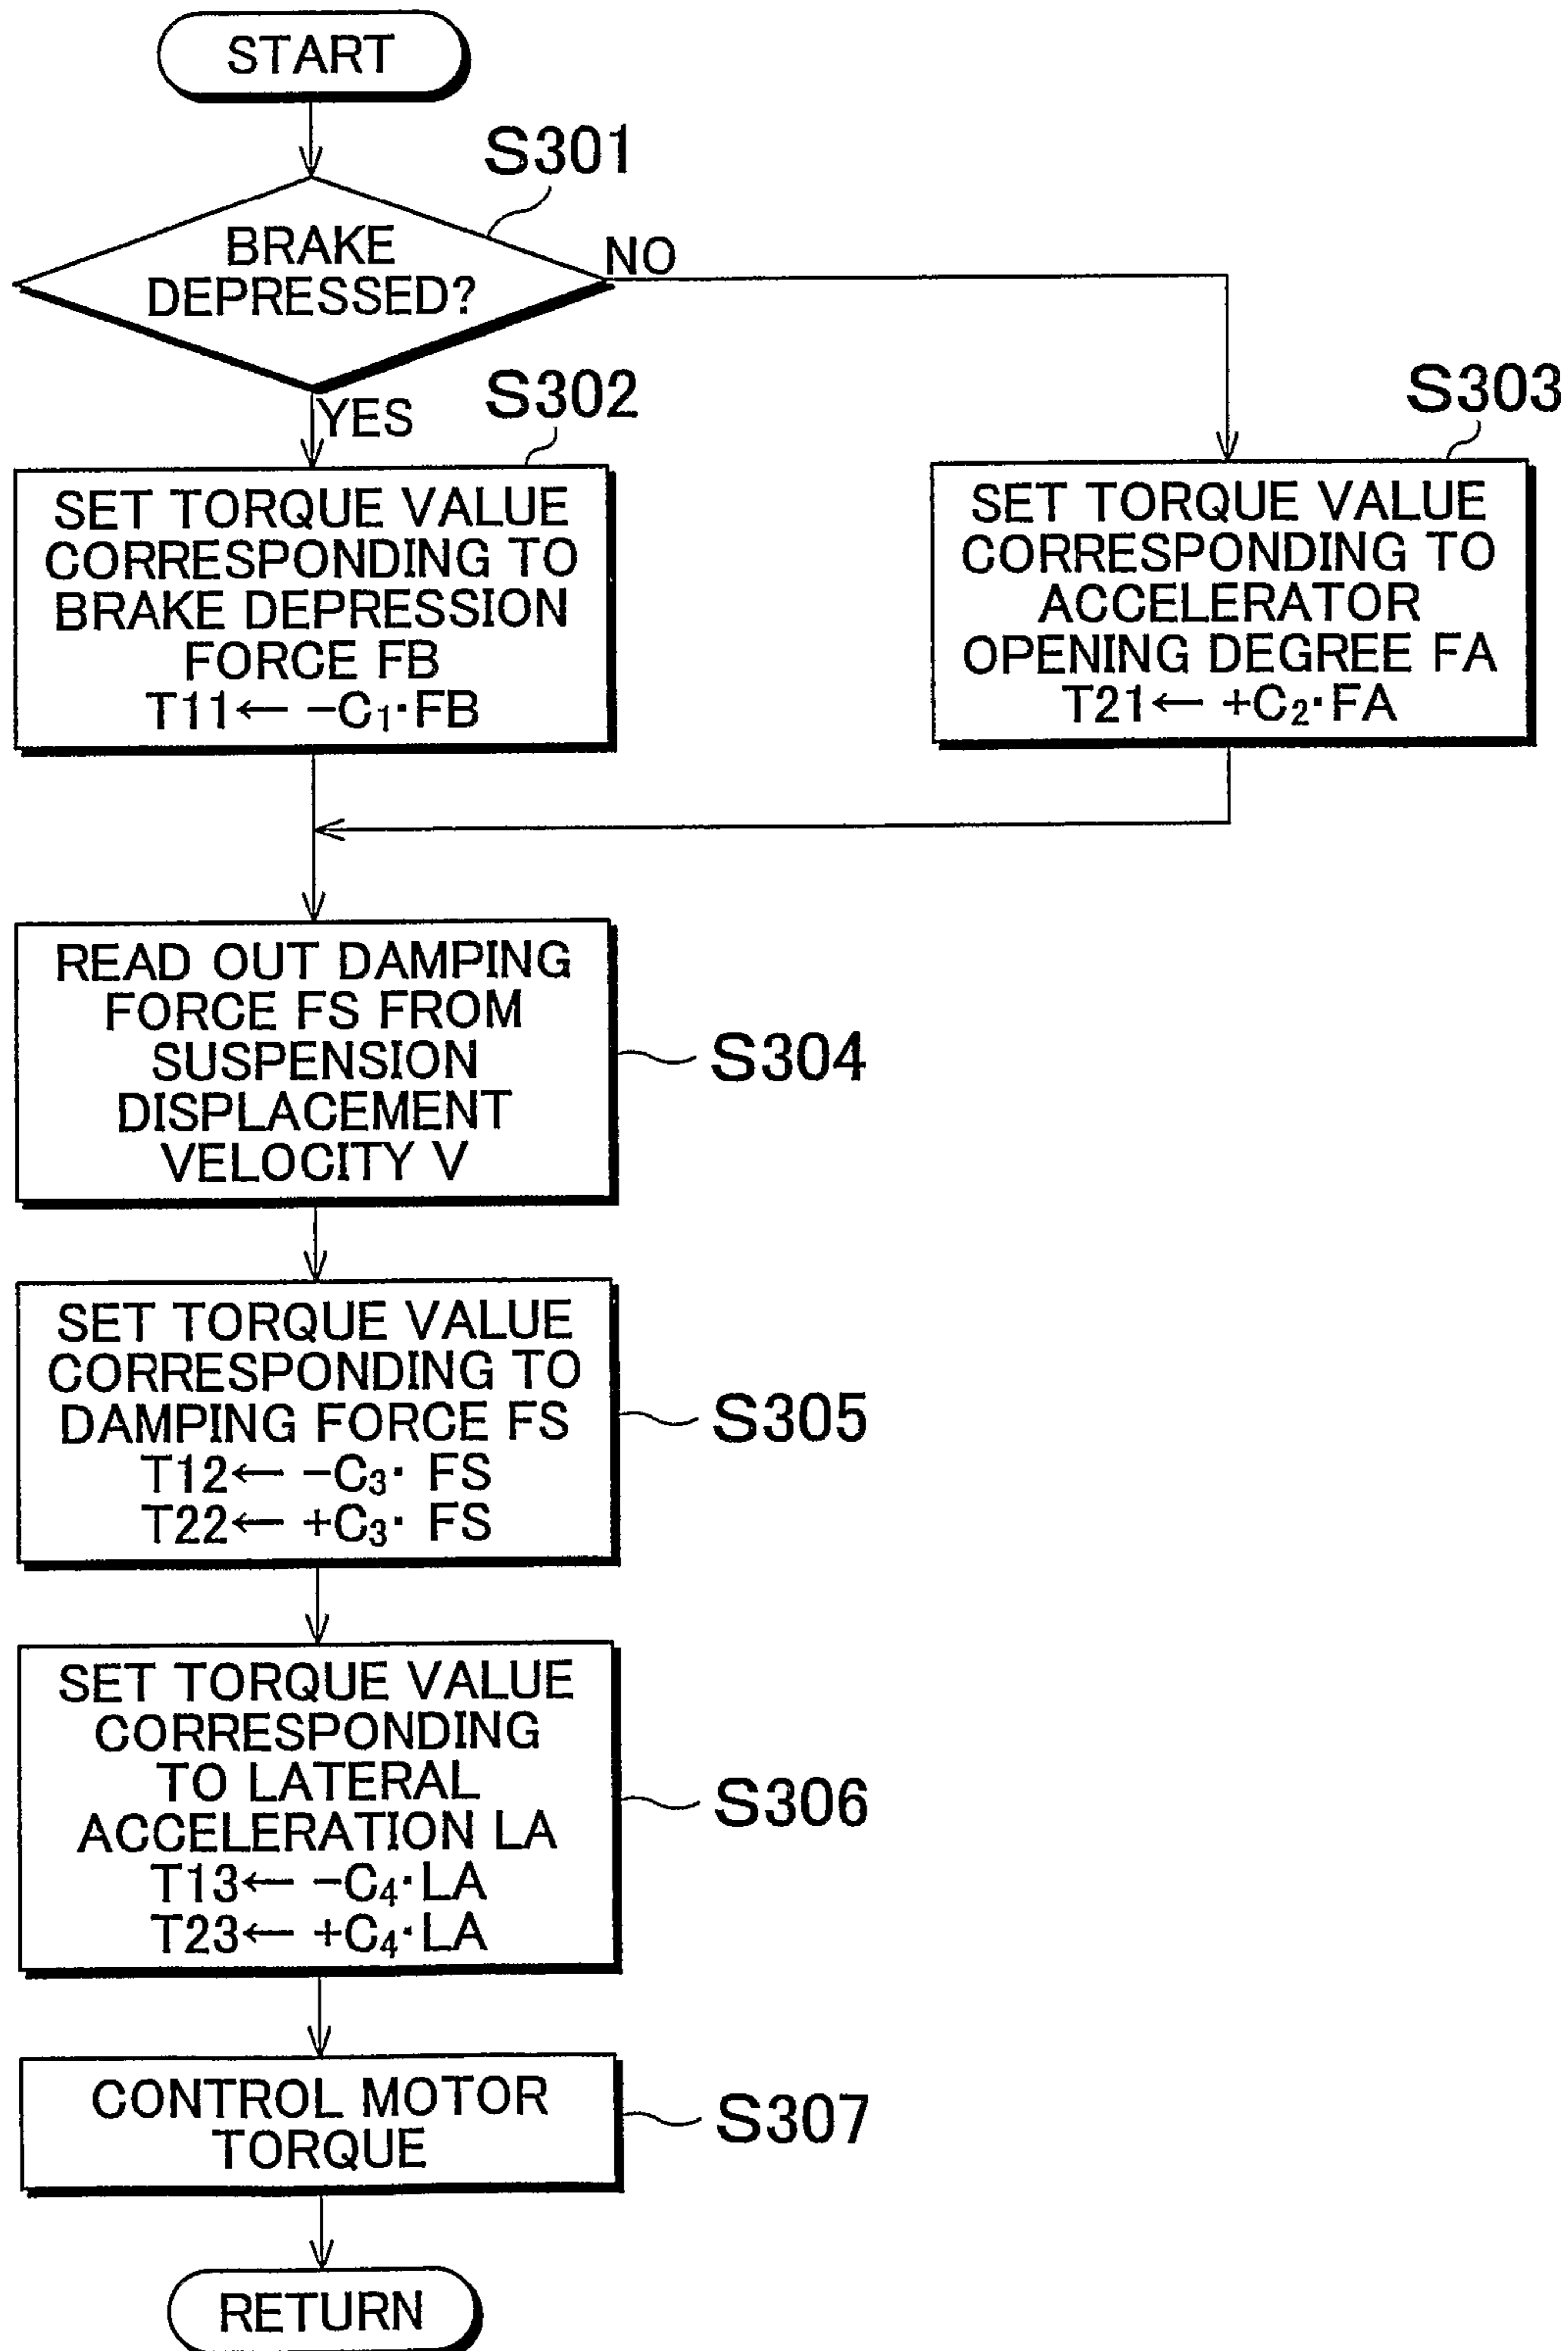 START
S301
BRAKE
DEPRESSED?
NO
YES
S302
SET TORQUE VALUE
CORRESPONDING TO
BRAKE DEPRESSION
FORCE FB
T11← −C₁·FB
S303
SET TORQUE VALUE
CORRESPONDING TO
ACCELERATOR
OPENING DEGREE FA
T21← +C₂·FA
READ OUT DAMPING
FORCE FS FROM
SUSPENSION
DISPLACEMENT
VELOCITY V
S304
SET TORQUE VALUE
CORRESPONDING TO
DAMPING FORCE FS
T12← −C₃· FS
T22← +C₃· FS
S305
SET TORQUE VALUE
CORRESPONDING
TO LATERAL
ACCELERATION LA
T13← −C₄·LA
T23← +C₄·LA
S306
CONTROL MOTOR
TORQUE
S307
RETURN